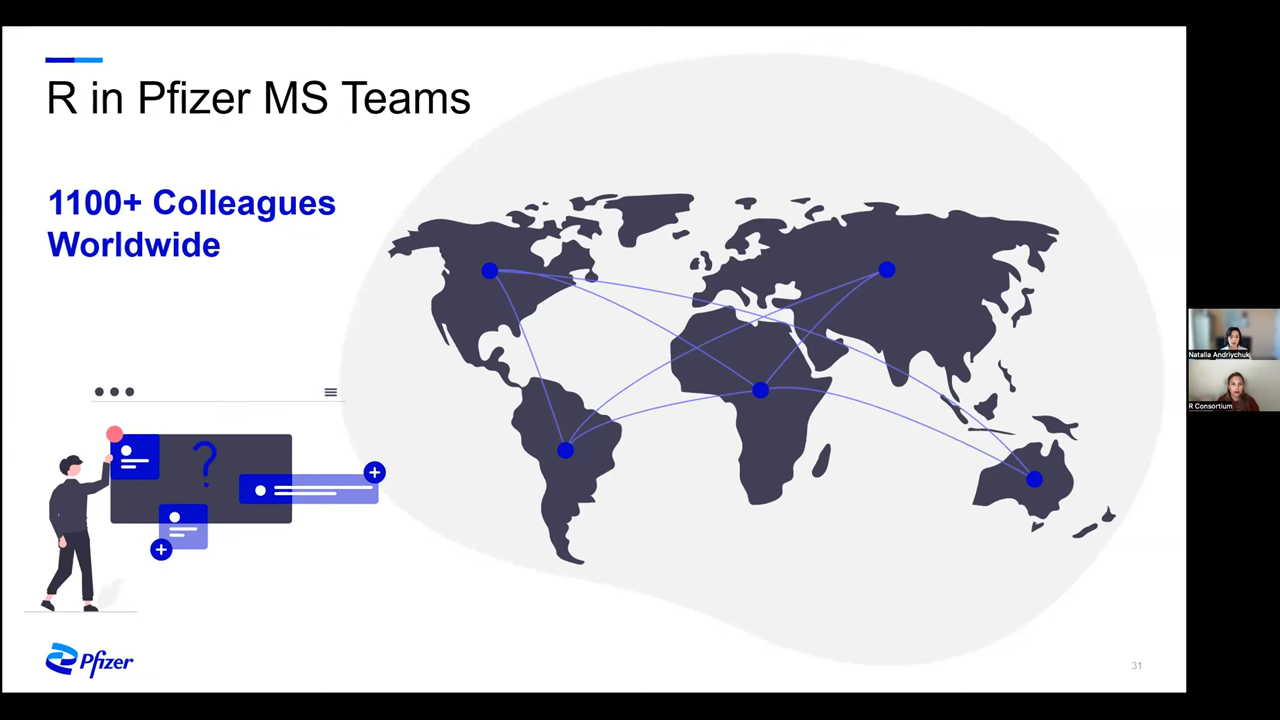 R in Pfizer MS Teams
1100+ Colleagues
Worldwide
?
Pfizer
31
Natalia Andriychuk
R Consortium